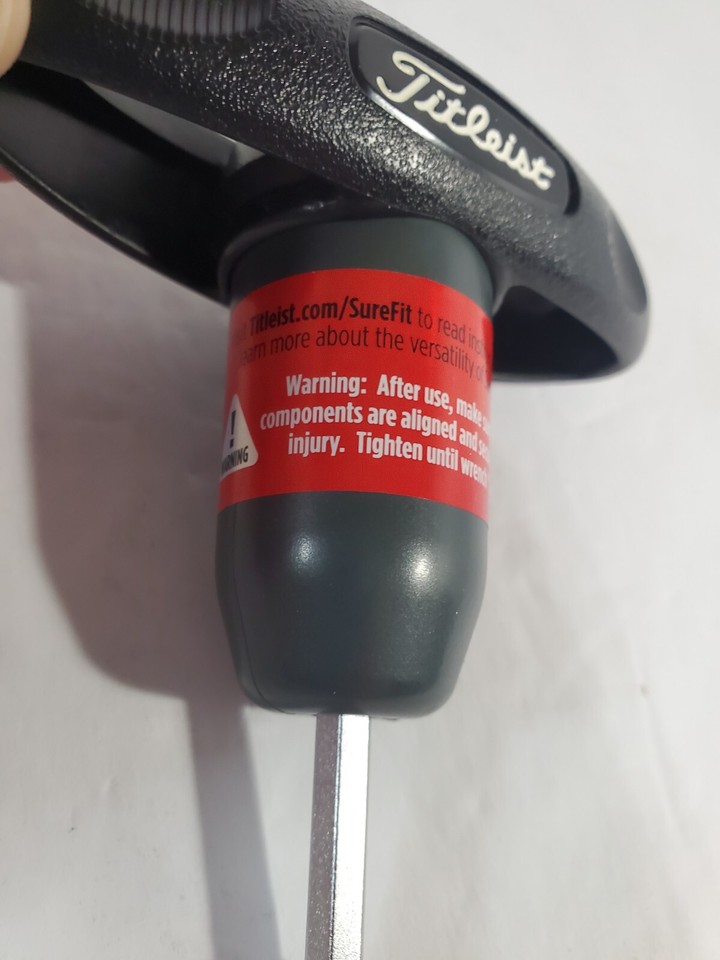 Titleist
Titleist.com/SureFit to read
learn more about the versatility of
Warning: After use, make
components are aligned and
injury. Tighten until wrench
!
WARNING